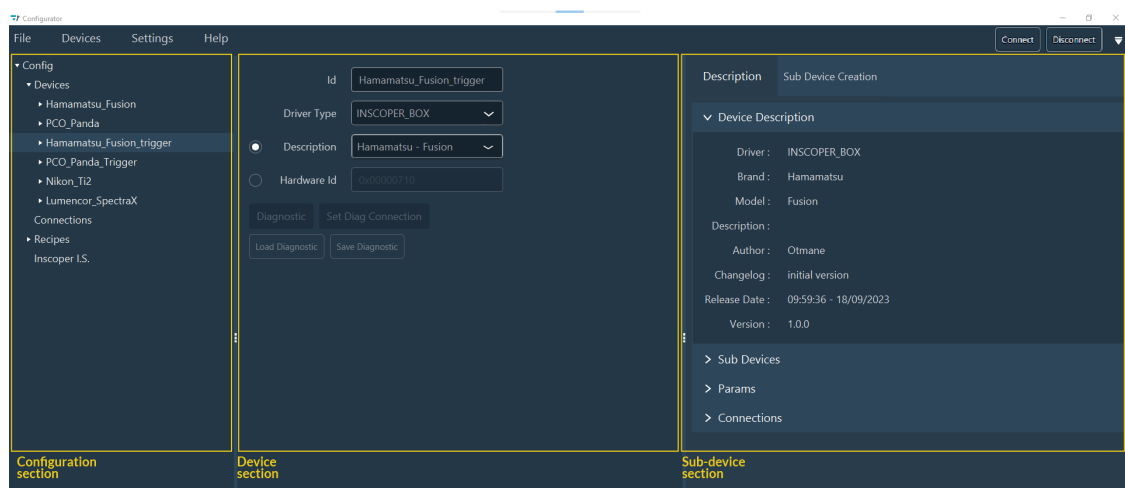 Configurator
File Devices Settings Help
Connect Disconnect
Config
Devices
Hamamatsu_Fusion
PCO_Panda
Hamamatsu_Fusion_trigger
PCO_Panda_Trigger
Nikon_Ti2
Lumencor_SpectraX
Connections
Recipes
Inscoper I.S.
Id Hamamatsu_Fusion_trigger
Driver Type INSCOPER_BOX
Description Hamamatsu - Fusion
Hardware Id 0x00000710
Diagnostic Set Diag Connection
Load Diagnostic Save Diagnostic
Description Sub Device Creation
Device Description
Driver : INSCOPER_BOX
Brand : Hamamatsu
Model : Fusion
Description :
Author : Otmane
Changelog : initial version
Release Date : 09:59:36 - 18/09/2023
Version : 1.0.0
Sub Devices
Params
Connections
Configuration
section
Device
section
Sub-device
section